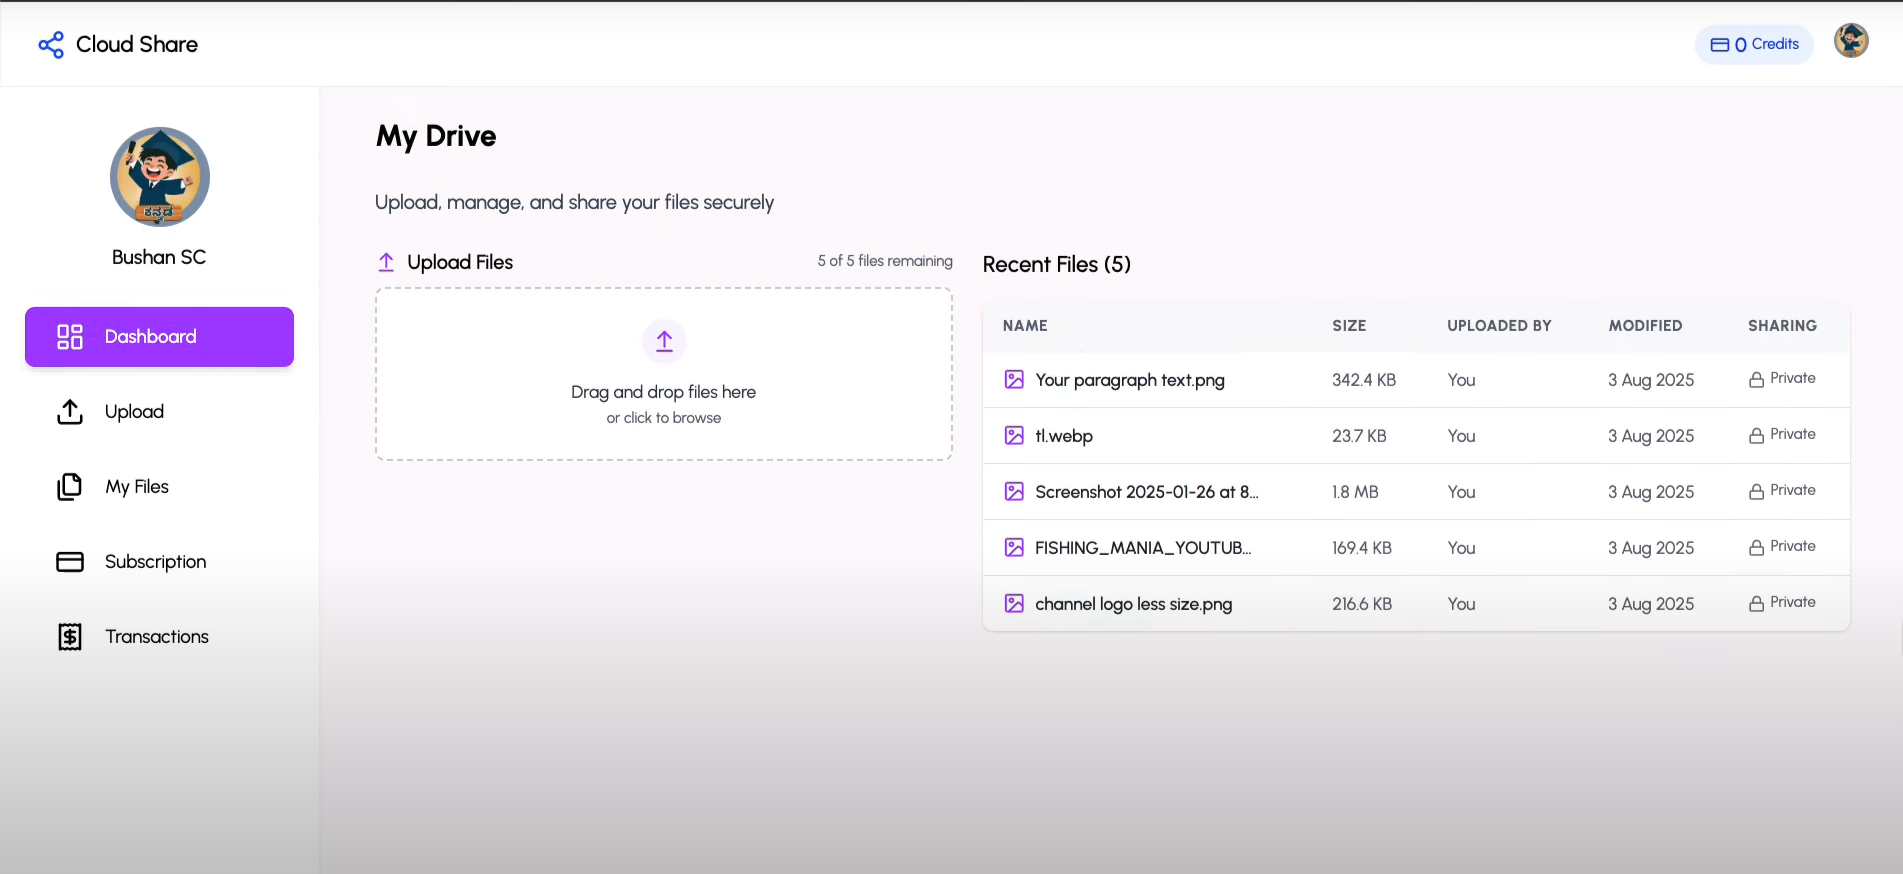 Cloud Share
0 Credits
ಕನ್ನಡ
Bushan SC
Dashboard
Upload
My Files
Subscription
Transactions
My Drive
Upload, manage, and share your files securely
Upload Files
5 of 5 files remaining
Drag and drop files here
or click to browse
Recent Files (5)
NAME SIZE UPLOADED BY MODIFIED SHARING
Your paragraph text.png 342.4 KB You 3 Aug 2025 Private
tl.webp 23.7 KB You 3 Aug 2025 Private
Screenshot 2025-01-26 at 8... 1.8 MB You 3 Aug 2025 Private
FISHING_MANIA_YOUTUB... 169.4 KB You 3 Aug 2025 Private
channel logo less size.png 216.6 KB You 3 Aug 2025 Private